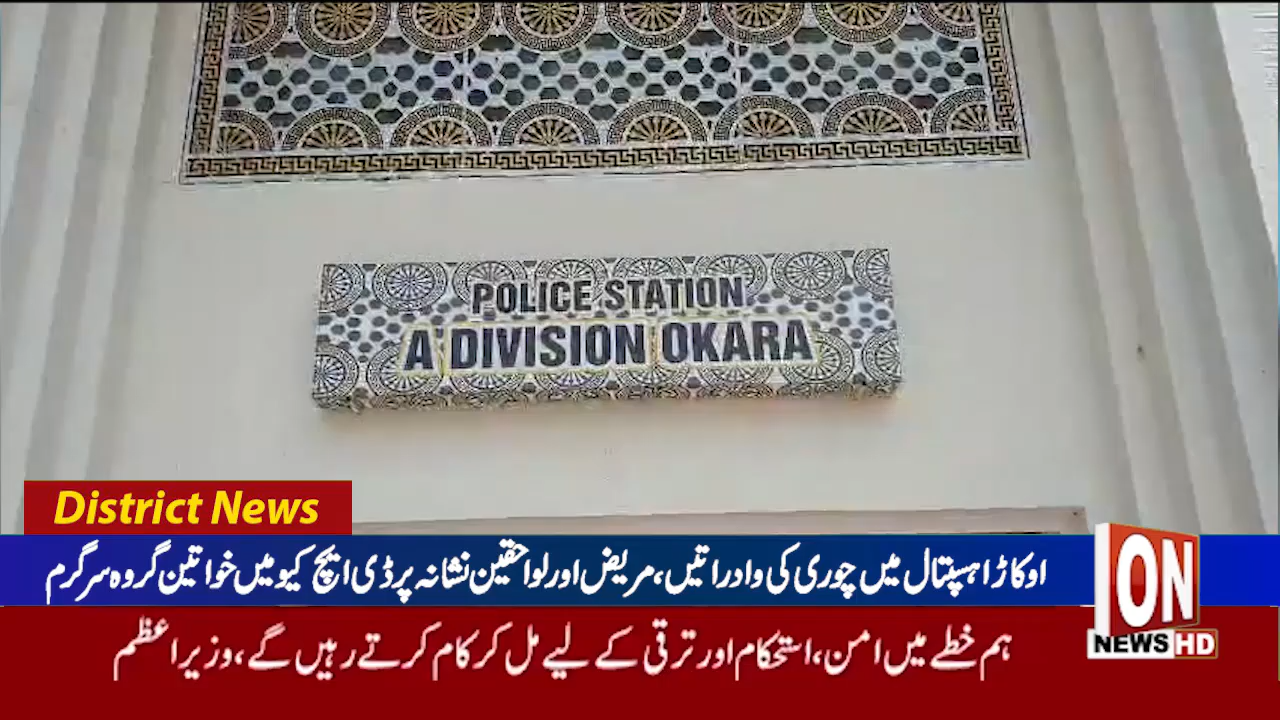 POLICE STATION
A DIVISION OKARA
District News
اوکاڑا ہسپتال میں چوری کی وادراتیں، مریض اور لواحقین نشانہ پر ڈی ایچ کیو میں خواتین گروہ سرگرم
ہم خطے میں امن، استحکام اور ترقی کے لیے مل کر کام کرتے رہیں گے، وزیراعظم
ON
NEWS HD